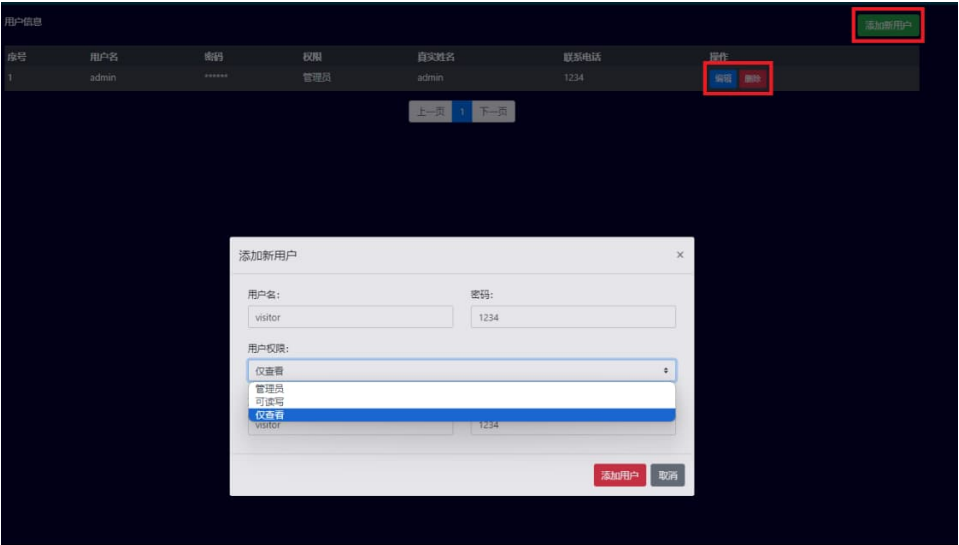 用户信息
添加新用户
序号 用户名 密码 权限 真实姓名 联系电话 操作
1 admin ****** 管理员 admin 1234 编辑 删除
上一页 1 下一页
添加新用户 ×
用户名: 密码:
visitor 1234
用户权限:
仅查看
管理员
可读写
仅查看
visitor 1234
添加用户 取消